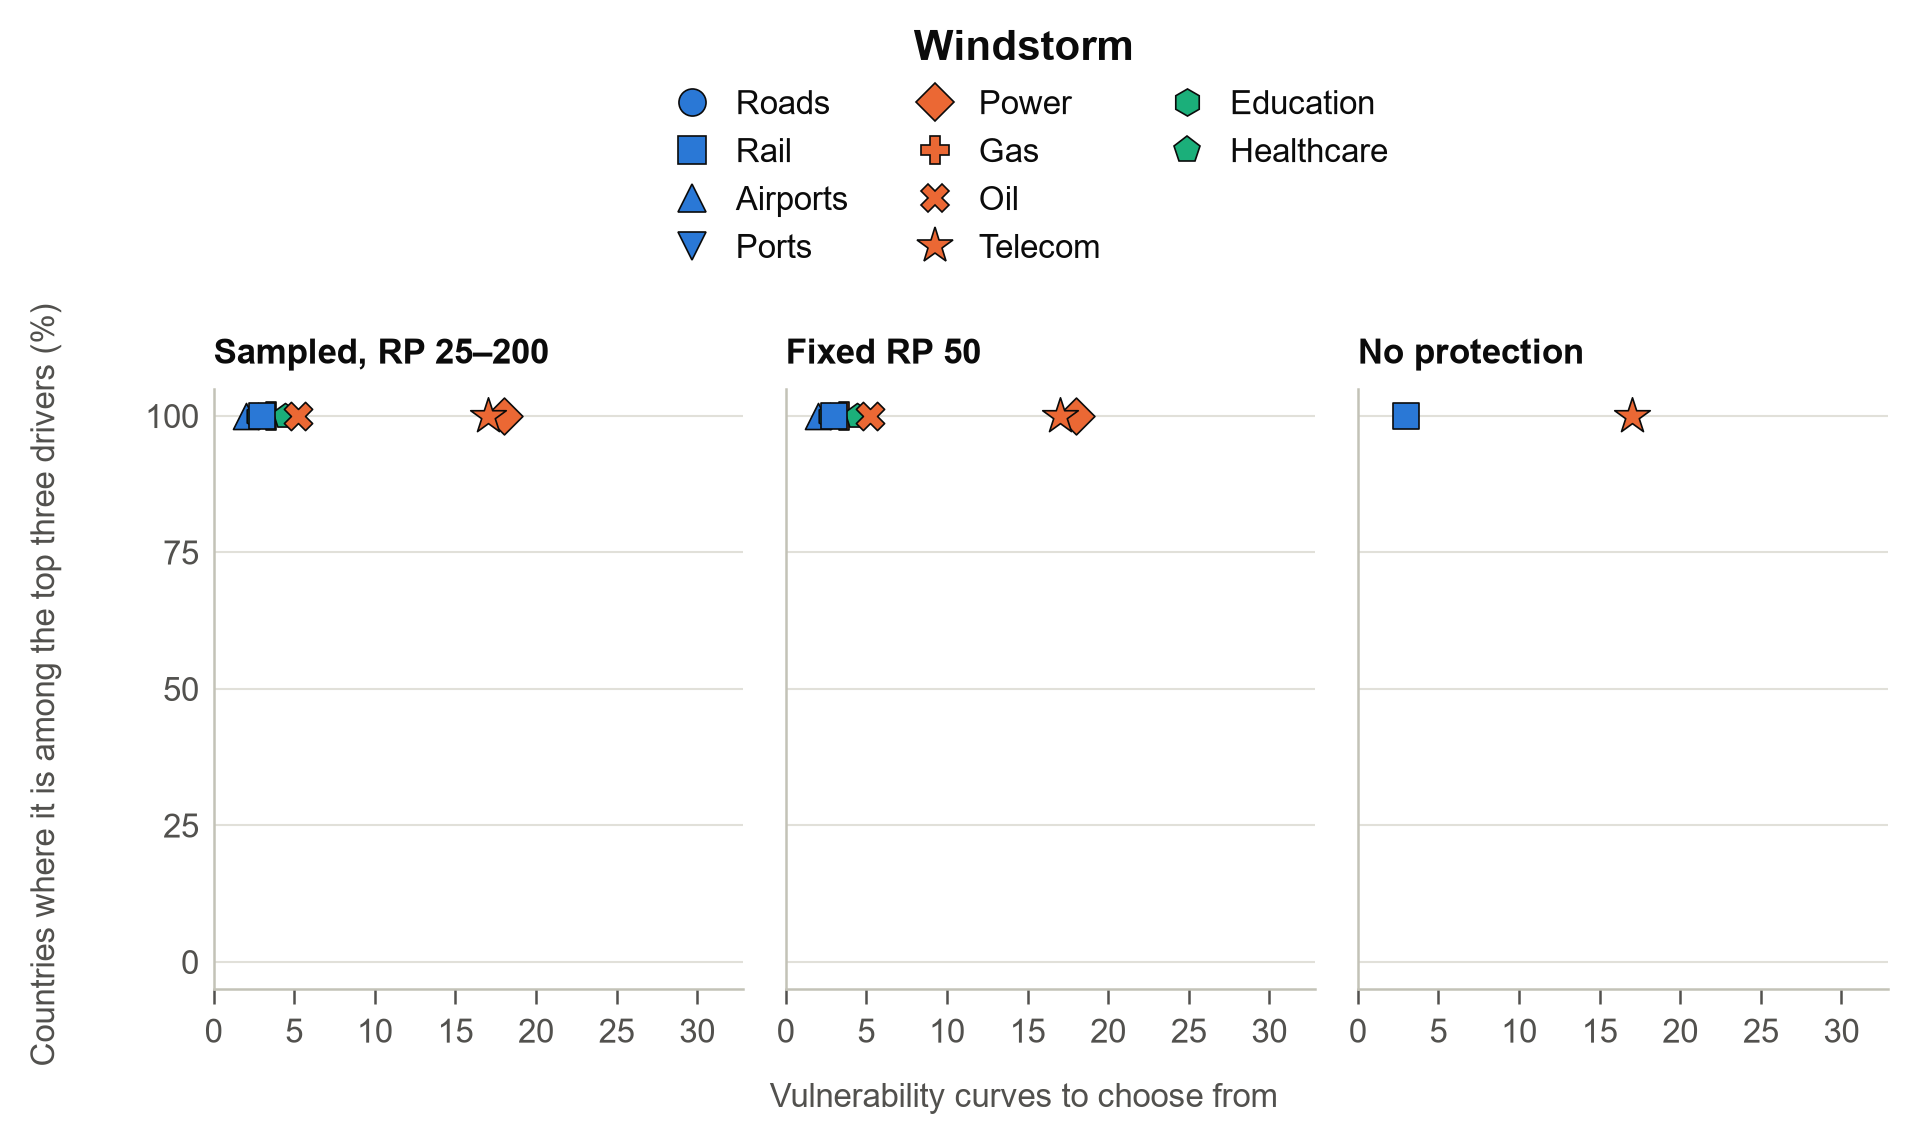 Windstorm
Roads
Rail
Airports
Ports
Power
Gas
Oil
Telecom
Education
Healthcare
Countries where it is among the top three drivers (%)
Sampled, RP 25–200
Fixed RP 50
No protection
100
75
50
25
0
0 5 10 15 20 25 30
0 5 10 15 20 25 30
0 5 10 15 20 25 30
Vulnerability curves to choose from